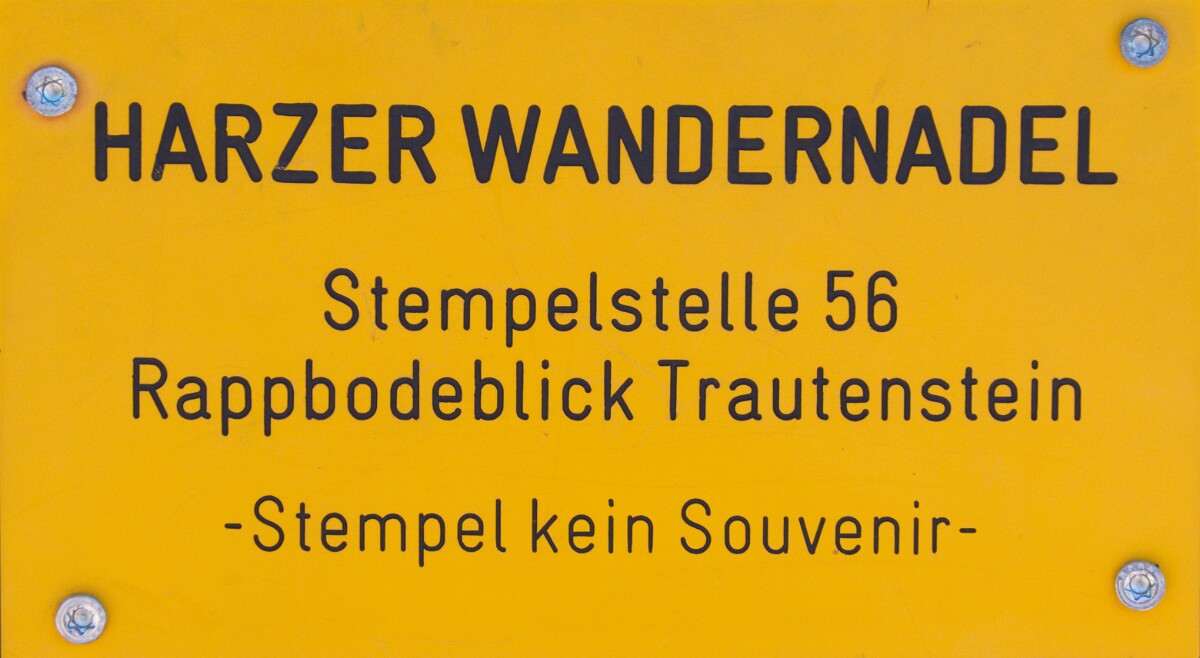 HARZER WANDERNADEL
Stempelstelle 56
Rappbodeblick Trautenstein
-Stempel kein Souvenir-